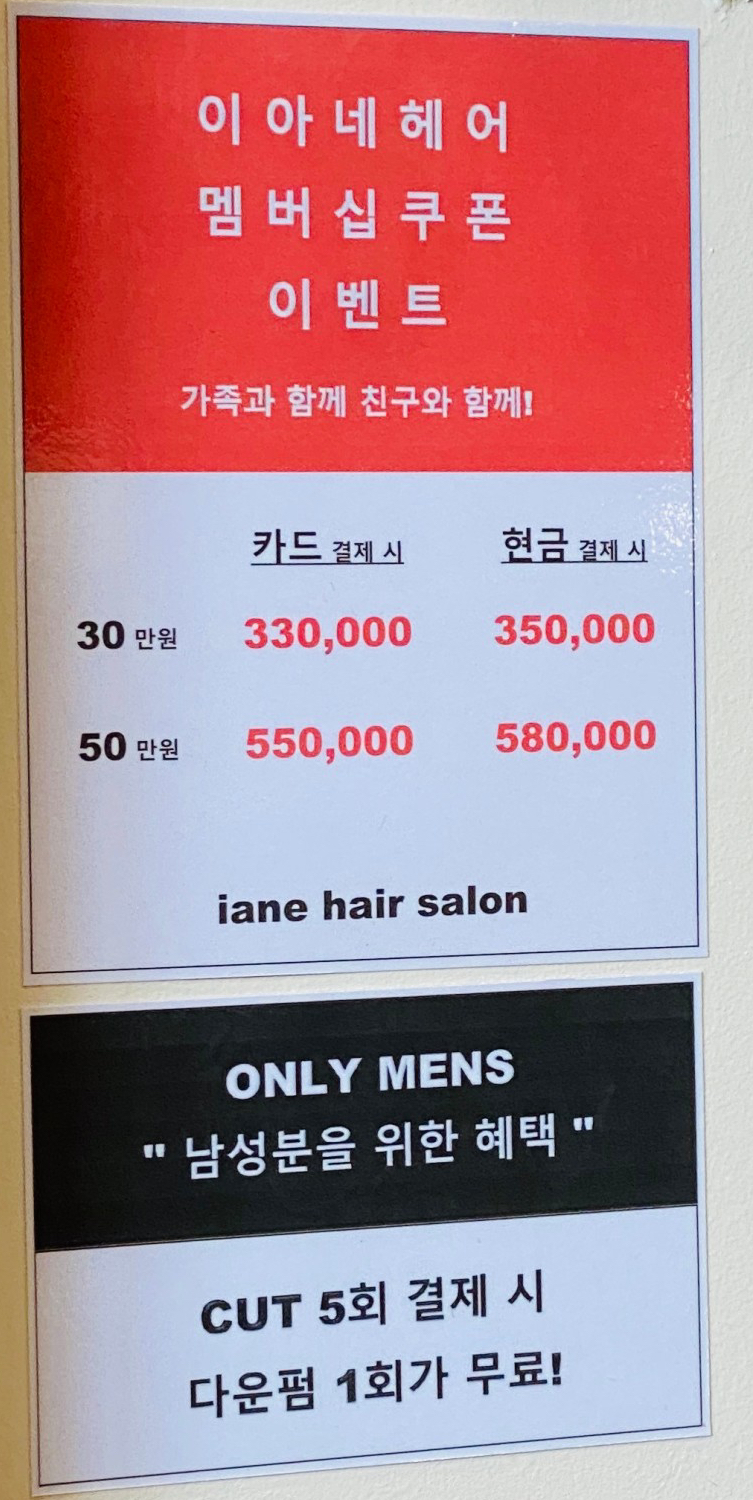 이아네헤어
멤버십쿠폰
이벤트
가족과 함께 친구와 함께!
카드 결제 시 현금 결제 시
30 만원 330,000 350,000
50 만원 550,000 580,000
iane hair salon
ONLY MENS
" 남성분을 위한 혜택 "
CUT 5회 결제 시
다운펌 1회가 무료!